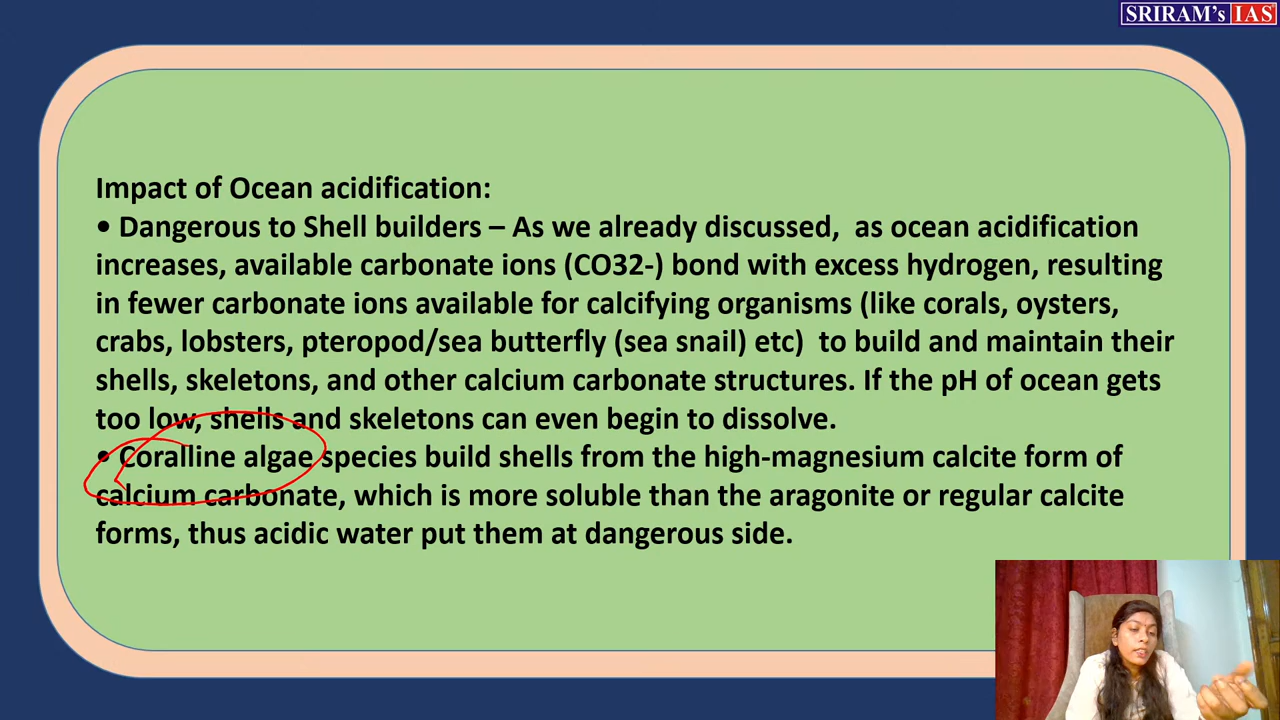 SRIRAM's IAS
Impact of Ocean acidification:
• Dangerous to Shell builders – As we already discussed,  as ocean acidification
increases, available carbonate ions (CO32-) bond with excess hydrogen, resulting
in fewer carbonate ions available for calcifying organisms (like corals, oysters,
crabs, lobsters, pteropod/sea butterfly (sea snail) etc)  to build and maintain their
shells, skeletons, and other calcium carbonate structures. If the pH of ocean gets
too low, shells and skeletons can even begin to dissolve.
• Coralline algae species build shells from the high-magnesium calcite form of
calcium carbonate, which is more soluble than the aragonite or regular calcite
forms, thus acidic water put them at dangerous side.